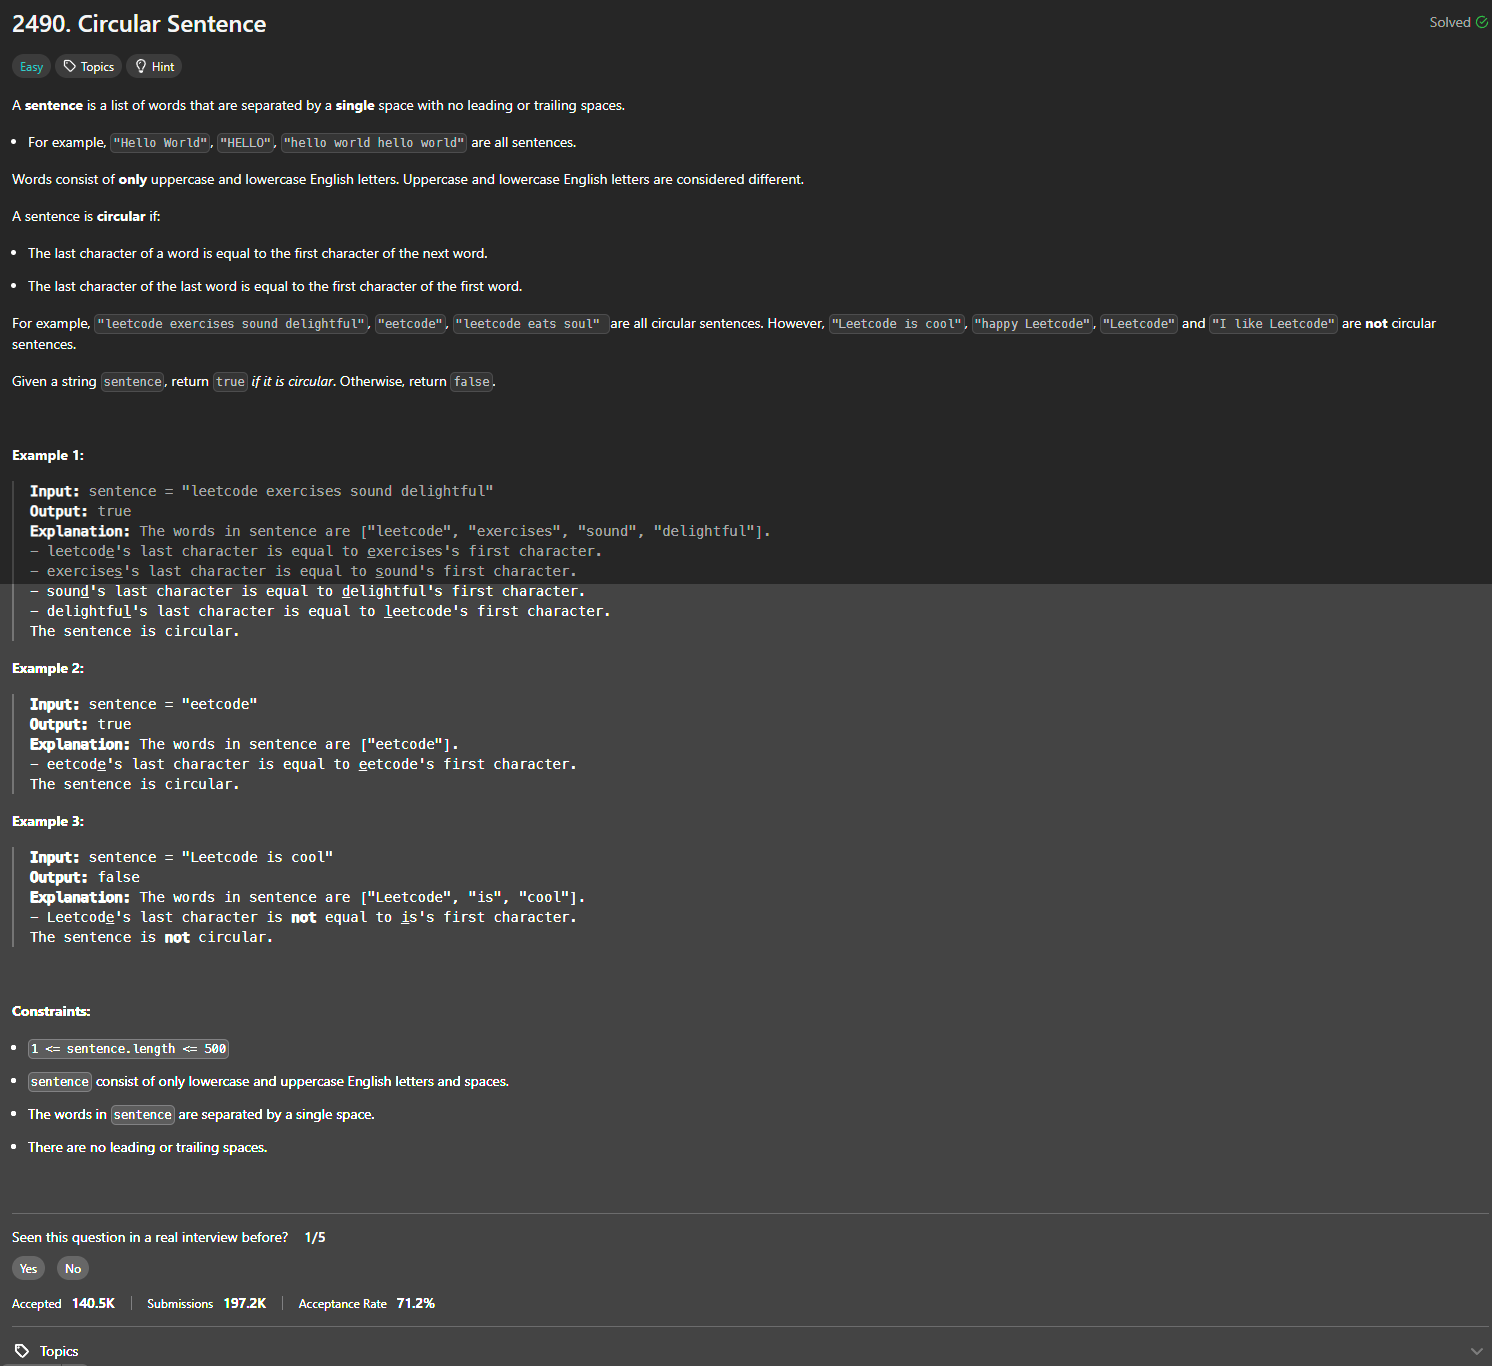 2490. Circular Sentence
Solved
Easy Topics Hint
A sentence is a list of words that are separated by a single space with no leading or trailing spaces.
• For example, "Hello World", "HELLO", "hello world hello world" are all sentences.
Words consist of only uppercase and lowercase English letters. Uppercase and lowercase English letters are considered different.
A sentence is circular if:
• The last character of a word is equal to the first character of the next word.
• The last character of the last word is equal to the first character of the first word.
For example, "leetcode exercises sound delightful", "eetcode", "leetcode eats soul" are all circular sentences. However, "Leetcode is cool", "happy Leetcode", "Leetcode" and "I like Leetcode" are not circular
sentences.
Given a string sentence, return true if it is circular. Otherwise, return false.
Example 1:
Input: sentence = "leetcode exercises sound delightful"
Output: true
Explanation: The words in sentence are ["leetcode", "exercises", "sound", "delightful"].
- leetcode's last character is equal to exercises's first character.
- exercises's last character is equal to sound's first character.
- sound's last character is equal to delightful's first character.
- delightful's last character is equal to leetcode's first character.
The sentence is circular.
Example 2:
Input: sentence = "eetcode"
Output: true
Explanation: The words in sentence are ["eetcode"].
- eetcode's last character is equal to eetcode's first character.
The sentence is circular.
Example 3:
Input: sentence = "Leetcode is cool"
Output: false
Explanation: The words in sentence are ["Leetcode", "is", "cool"].
- Leetcode's last character is not equal to is's first character.
The sentence is not circular.
Constraints:
• 1 <= sentence.length <= 500
• sentence consist of only lowercase and uppercase English letters and spaces.
• The words in sentence are separated by a single space.
• There are no leading or trailing spaces.
Seen this question in a real interview before? 1/5
Yes No
Accepted 140.5K | Submissions 197.2K | Acceptance Rate 71.2%
Topics